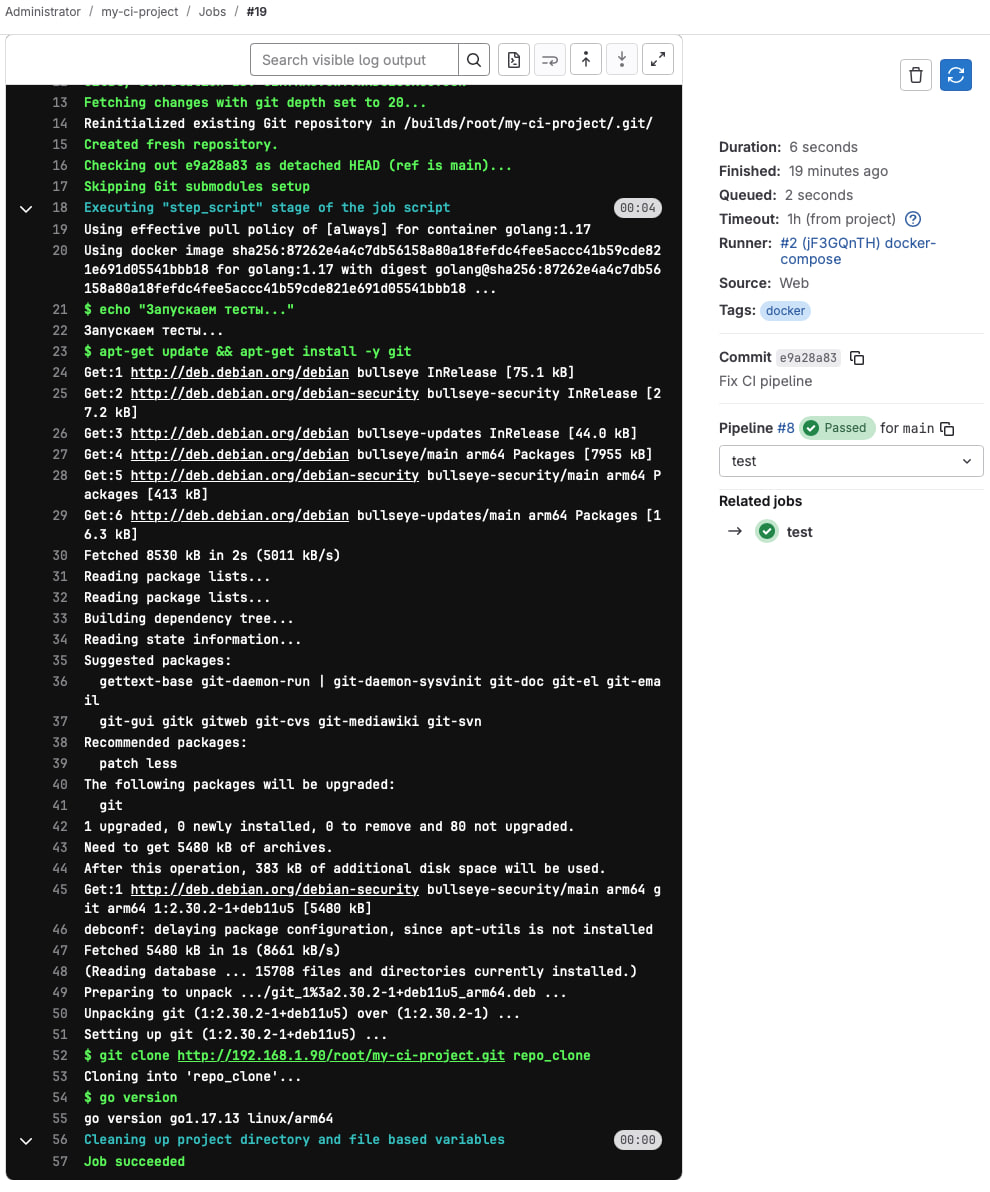 Administrator / my-ci-project / Jobs / #19
Search visible log output
13 Fetching changes with git depth set to 20...
14 Reinitialized existing Git repository in /builds/root/my-ci-project/.git/
15 Created fresh repository.
16 Checking out e9a28a83 as detached HEAD (ref is main)...
17 Skipping Git submodules setup
18 Executing "step_script" stage of the job script 00:04
19 Using effective pull policy of [always] for container golang:1.17
20 Using docker image sha256:87262e4a4c7db56158a80a18fefdc4fee5accc41b59cde82
1e691d05541bbb18 for golang:1.17 with digest golang@sha256:87262e4a4c7db56
158a80a18fefdc4fee5accc41b59cde821e691d05541bbb18 ...
21 $ echo "Запускаем тесты..."
22 Запускаем тесты...
23 $ apt-get update && apt-get install -y git
24 Get:1 http://deb.debian.org/debian bullseye InRelease [75.1 kB]
25 Get:2 http://deb.debian.org/debian-security bullseye-security InRelease [2
7.2 kB]
26 Get:3 http://deb.debian.org/debian bullseye-updates InRelease [44.0 kB]
27 Get:4 http://deb.debian.org/debian bullseye/main arm64 Packages [7955 kB]
28 Get:5 http://deb.debian.org/debian-security bullseye-security/main arm64 P
ackages [413 kB]
29 Get:6 http://deb.debian.org/debian bullseye-updates/main arm64 Packages [1
6.3 kB]
30 Fetched 8530 kB in 2s (5011 kB/s)
31 Reading package lists...
32 Reading package lists...
33 Building dependency tree...
34 Reading state information...
35 Suggested packages:
36 gettext-base git-daemon-run | git-daemon-sysvinit git-doc git-el git-ema
il
37 git-gui gitk gitweb git-cvs git-mediawiki git-svn
38 Recommended packages:
39 patch less
40 The following packages will be upgraded:
41 git
42 1 upgraded, 0 newly installed, 0 to remove and 80 not upgraded.
43 Need to get 5480 kB of archives.
44 After this operation, 383 kB of additional disk space will be used.
45 Get:1 http://deb.debian.org/debian-security bullseye-security/main arm64 g
it arm64 1:2.30.2-1+deb11u5 [5480 kB]
46 debconf: delaying package configuration, since apt-utils is not installed
47 Fetched 5480 kB in 1s (8661 kB/s)
48 (Reading database ... 15708 files and directories currently installed.)
49 Preparing to unpack .../git_1%3a2.30.2-1+deb11u5_arm64.deb ...
50 Unpacking git (1:2.30.2-1+deb11u5) over (1:2.30.2-1) ...
51 Setting up git (1:2.30.2-1+deb11u5) ...
52 $ git clone http://192.168.1.90/root/my-ci-project.git repo_clone
53 Cloning into 'repo_clone'...
54 $ go version
55 go version go1.17.13 linux/arm64
56 Cleaning up project directory and file based variables 00:00
57 Job succeeded
Duration: 6 seconds
Finished: 19 minutes ago
Queued: 2 seconds
Timeout: 1h (from project)
Runner: #2 (jF3GQnTH) docker-
compose
Source: Web
Tags: docker
Commit e9a28a83
Fix CI pipeline
Pipeline #8 Passed for main
test
Related jobs
test